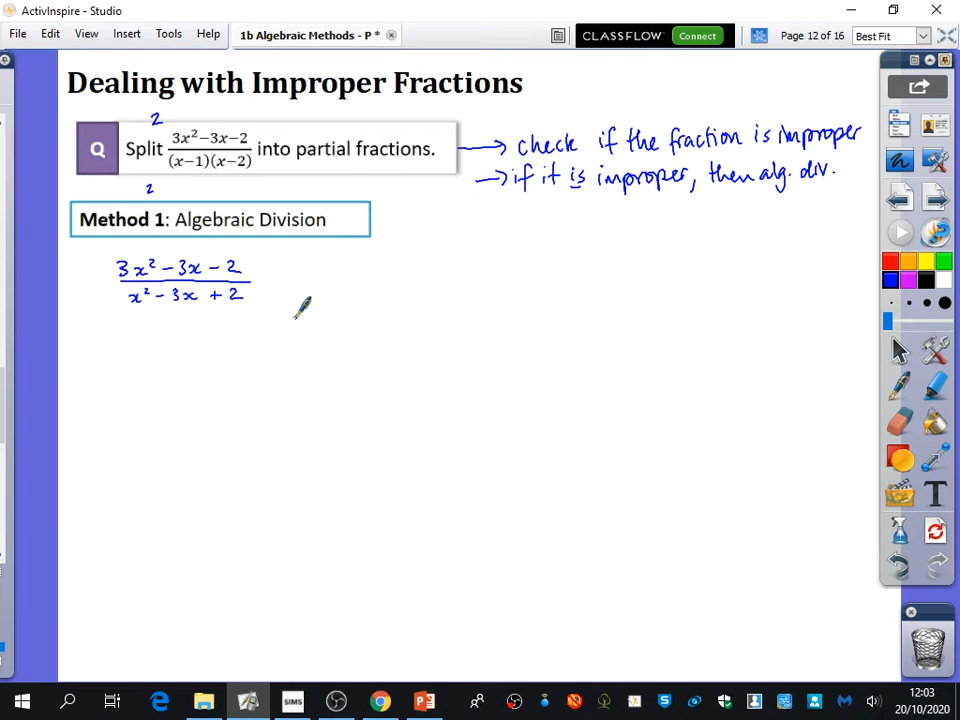 ActivInspire - Studio
File Edit View Insert Tools Help
1b Algebraic Methods - P *
CLASSFLOW Connect
Page 12 of 16
Best Fit
Dealing with Improper Fractions
2
Q Split (3x²−3x−2)/((x−1)(x−2)) into partial fractions.
2
→ check if the fraction is improper
→ if it is improper, then alg. div.
Method 1: Algebraic Division
3x² − 3x − 2
x² − 3x + 2
SIMS
12:03
20/10/2020